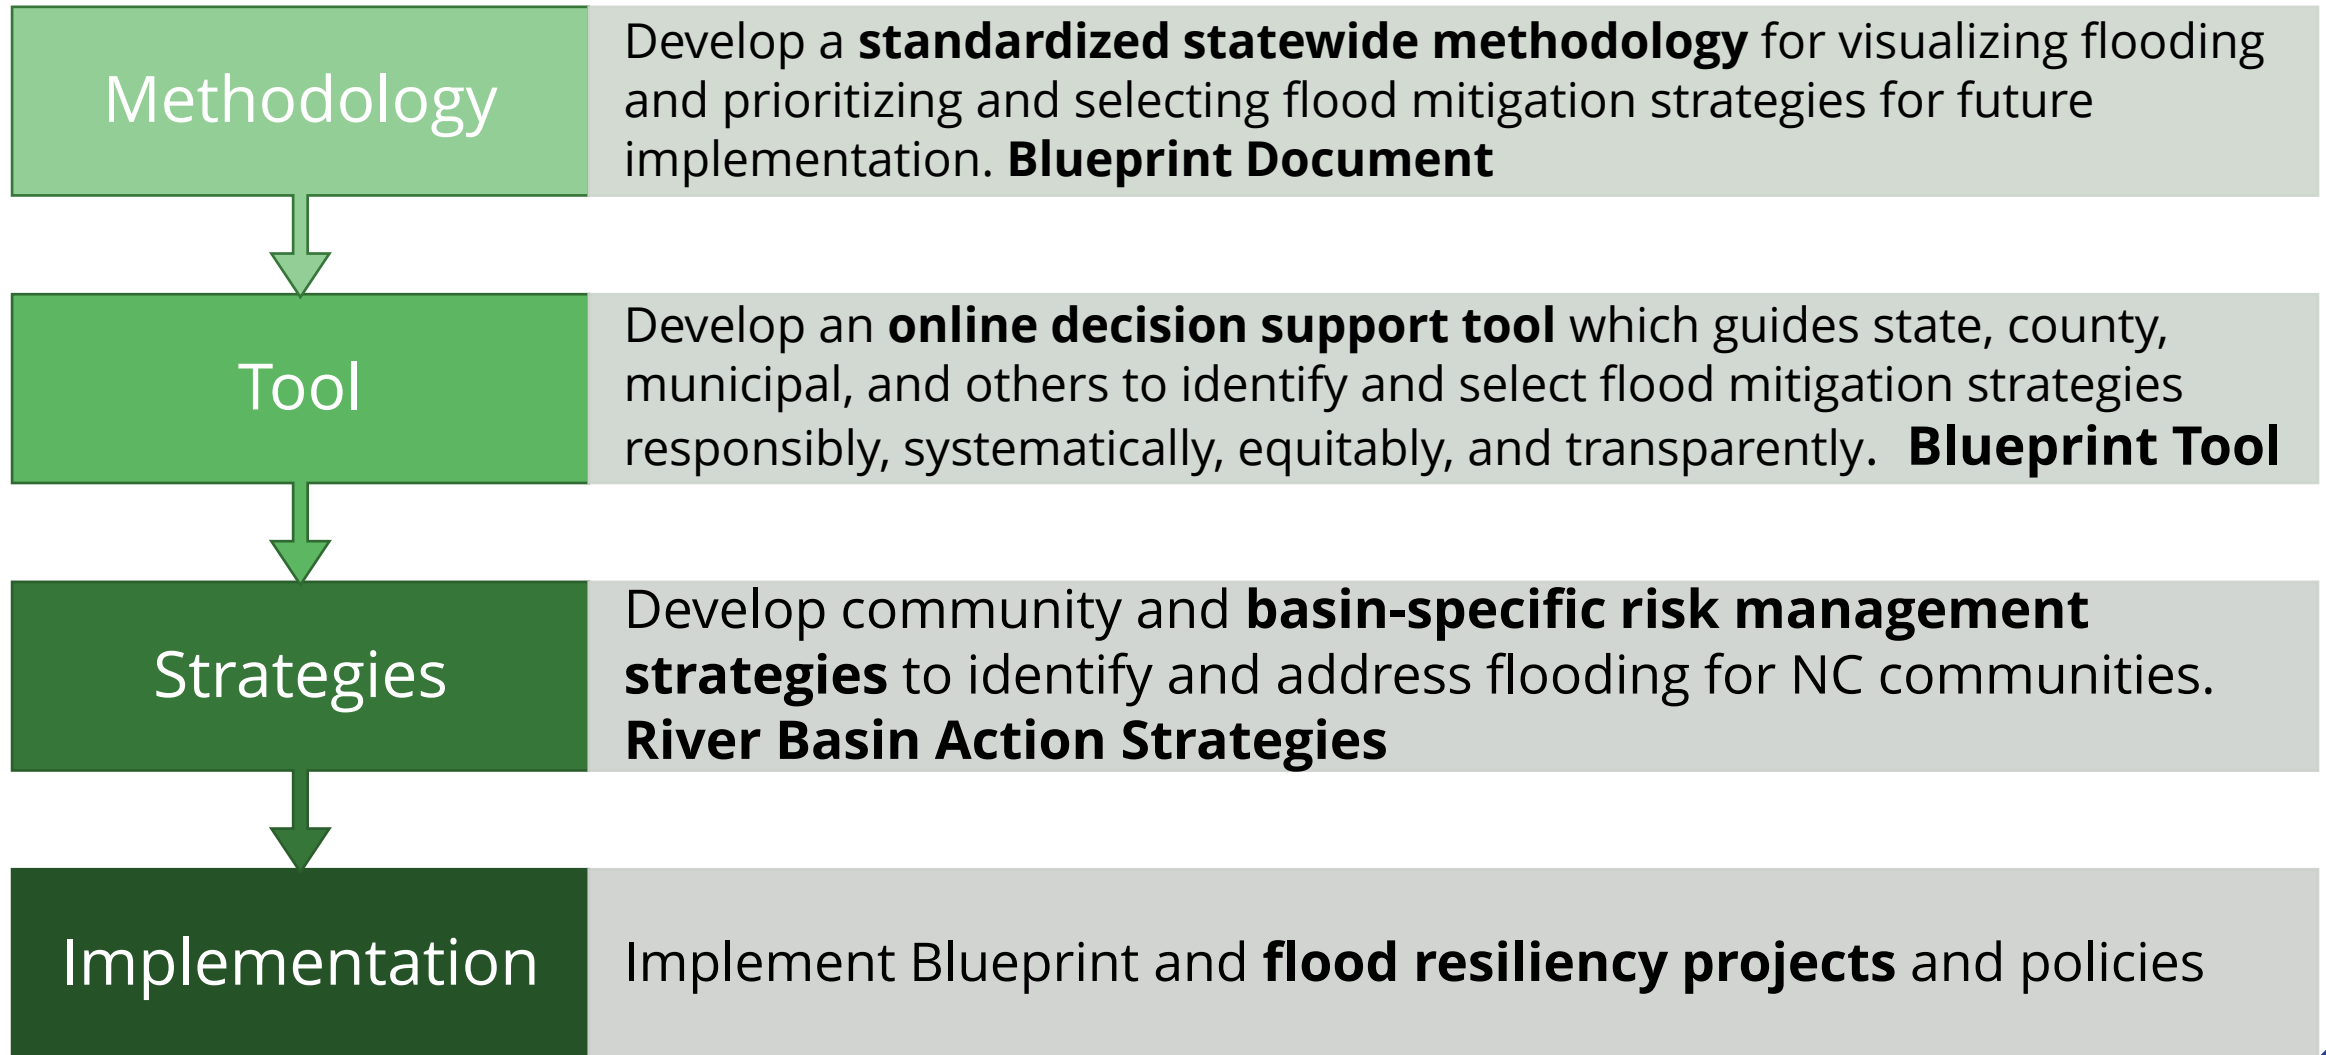 Methodology
Develop a standardized statewide methodology for visualizing flooding
and prioritizing and selecting flood mitigation strategies for future
implementation. Blueprint Document
Tool
Develop an online decision support tool which guides state, county,
municipal, and others to identify and select flood mitigation strategies
responsibly, systematically, equitably, and transparently. Blueprint Tool
Strategies
Develop community and basin-specific risk management
strategies to identify and address flooding for NC communities.
River Basin Action Strategies
Implementation
Implement Blueprint and flood resiliency projects and policies